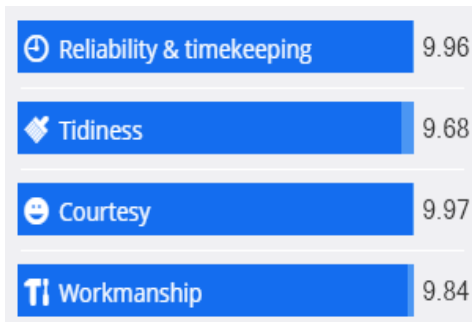 Reliability & timekeeping 9.96
Tidiness 9.68
Courtesy 9.97
Workmanship 9.84